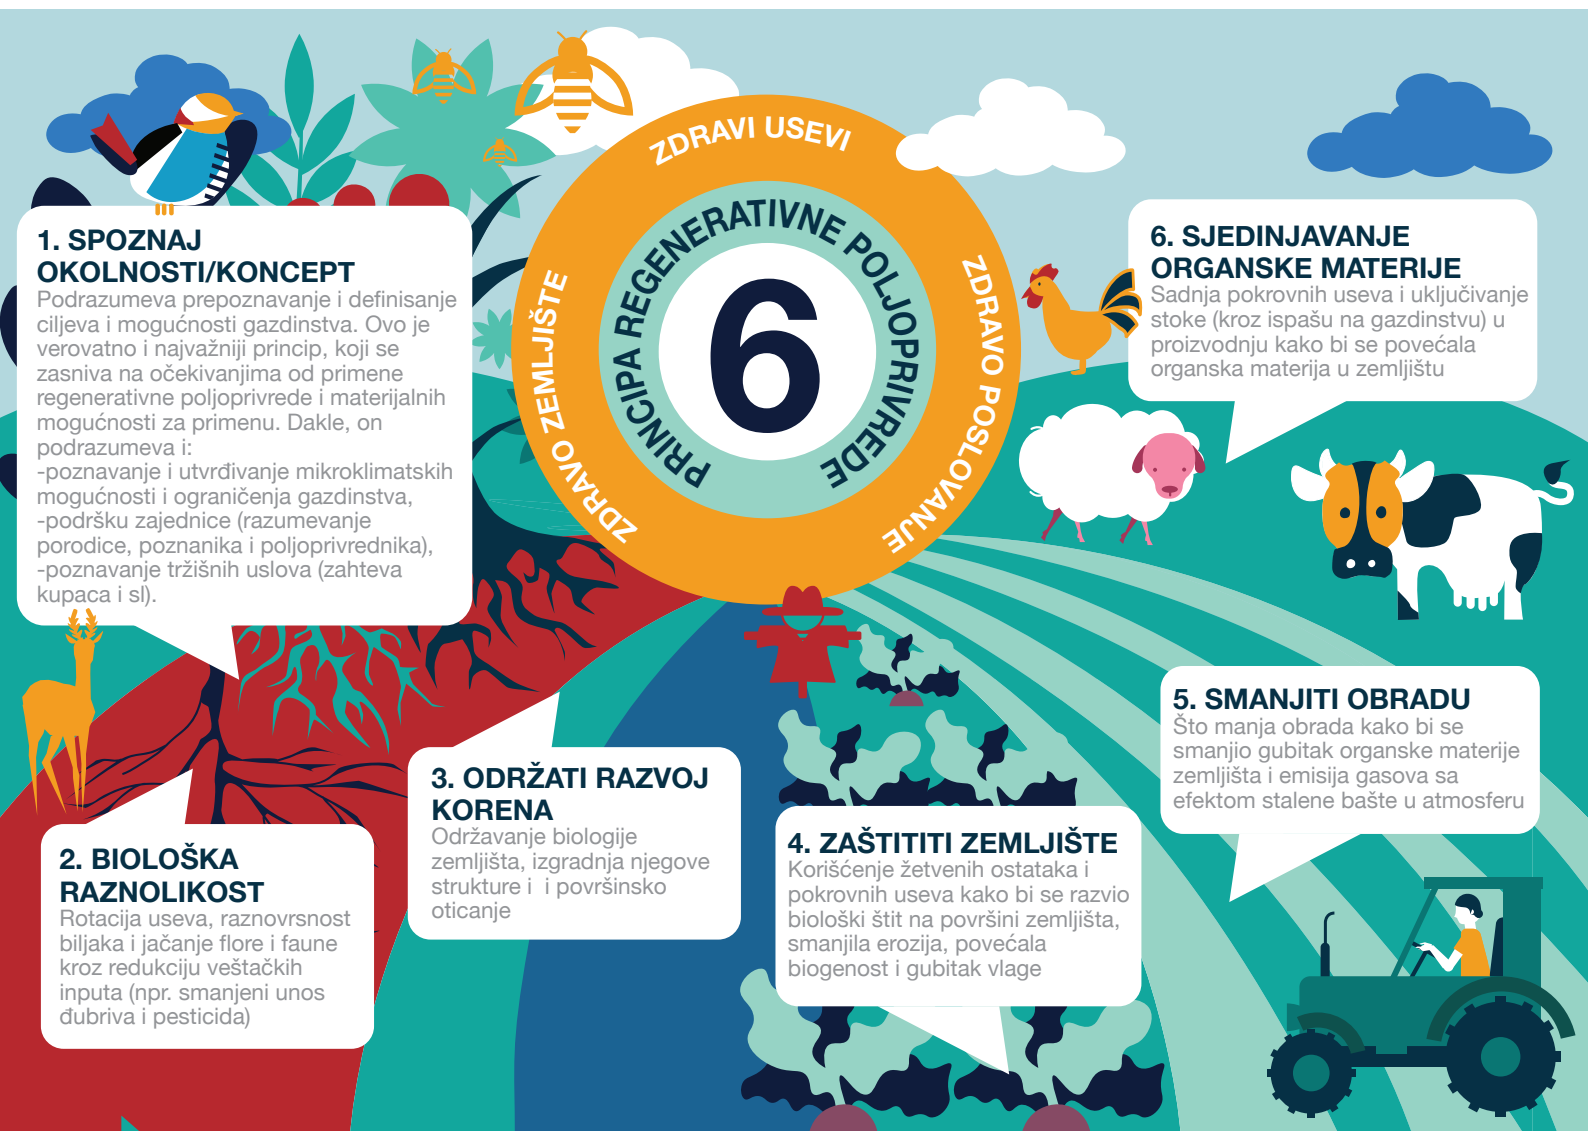 ZDRAVI USEVI
ZDRAVO ZEMLJIŠTE
ZDRAVO POSLOVANJE
6
PRINCIPA REGENERATIVNE POLJOPRIVREDE
1. SPOZNAJ
OKOLNOSTI/KONCEPT
Podrazumeva prepoznavanje i definisanje
ciljeva i mogućnosti gazdinstva. Ovo je
verovatno i najvažniji princip, koji se
zasniva na očekivanjima od primene
regenerativne poljoprivrede i materijalnih
mogućnosti za primenu. Dakle, on
podrazumeva i:
-poznavanje i utvrđivanje mikroklimatskih
mogućnosti i ograničenja gazdinstva,
-podršku zajednice (razumevanje
porodice, poznanika i poljoprivrednika),
-poznavanje tržišnih uslova (zahteva
kupaca i sl).
2. BIOLOŠKA
RAZNOLIKOST
Rotacija useva, raznovrsnost
biljaka i jačanje flore i faune
kroz redukciju veštačkih
inputa (npr. smanjeni unos
đubriva i pesticida)
3. ODRŽATI RAZVOJ
KORENA
Održavanje biologije
zemljišta, izgradnja njegove
strukture i  i površinsko
oticanje
4. ZAŠTITITI ZEMLJIŠTE
Korišćenje žetvenih ostataka i
pokrovnih useva kako bi se razvio
biološki štit na površini zemljišta,
smanjila erozija, povećala
biogenost i gubitak vlage
5. SMANJITI OBRADU
Što manja obrada kako bi se
smanjio gubitak organske materije
zemljišta i emisija gasova sa
efektom stalene bašte u atmosferu
6. SJEDINJAVANJE
ORGANSKE MATERIJE
Sadnja pokrovnih useva i uključivanje
stoke (kroz ispašu na gazdinstvu) u
proizvodnju kako bi se povećala
organska materija u zemljištu